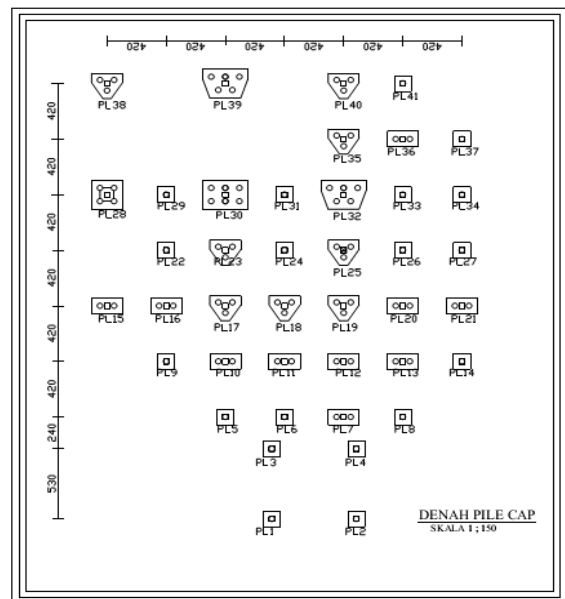 420 420 420 420 420 420
420
PL38 PL39 PL40 PL41
420
PL35 PL36 PL37
420
PL28 PL29 PL30 PL31 PL32 PL33 PL34
420
PL22 PL23 PL24 PL25 PL26 PL27
420
PL15 PL16 PL17 PL18 PL19 PL20 PL21
420
PL9 PL10 PL11 PL12 PL13 PL14
240
PL5 PL6 PL7 PL8
PL3 PL4
530
PL1 PL2
DENAH PILE CAP
SKALA 1 ; 150